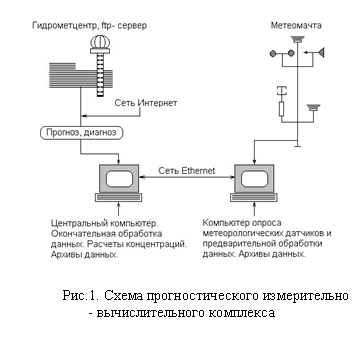 Гидрометцентр, ftp- сервер
Метеомачта
Сеть Интернет
Прогноз, диагноз
Сеть Ethernet
Центральный компьютер.
Окончательная обработка
данных. Расчеты концентраций.
Архивы данных.
Компьютер опроса
метеорологических датчиков и
предварительной обработки
данных. Архивы данных.
Рис.1. Схема прогностического измерительно
- вычислительного комплекса